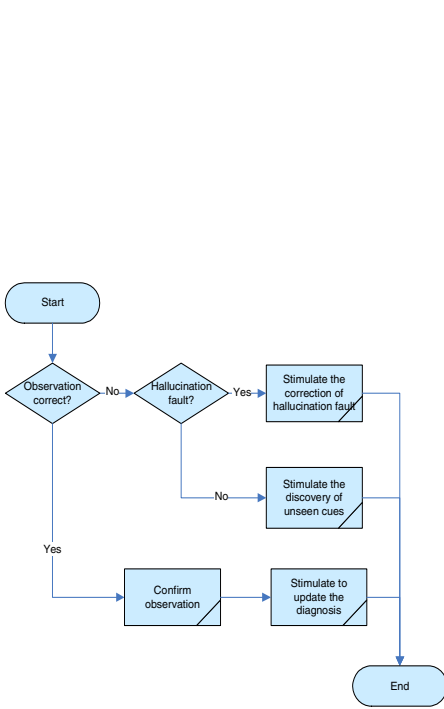 Start
Observation
correct?
No
Hallucination
fault?
Yes
Stimulate the
correction of
hallucination fault
No
Stimulate the
discovery of
unseen cues
Yes
Confirm
observation
Stimulate to
update the
diagnosis
End